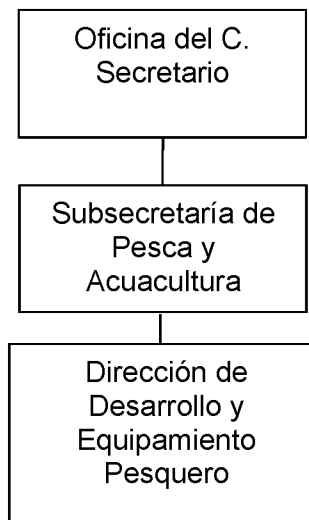 Oficina del C.
Secretario
Subsecretaría de
Pesca y
Acuacultura
Dirección de
Desarrollo y
Equipamiento
Pesquero